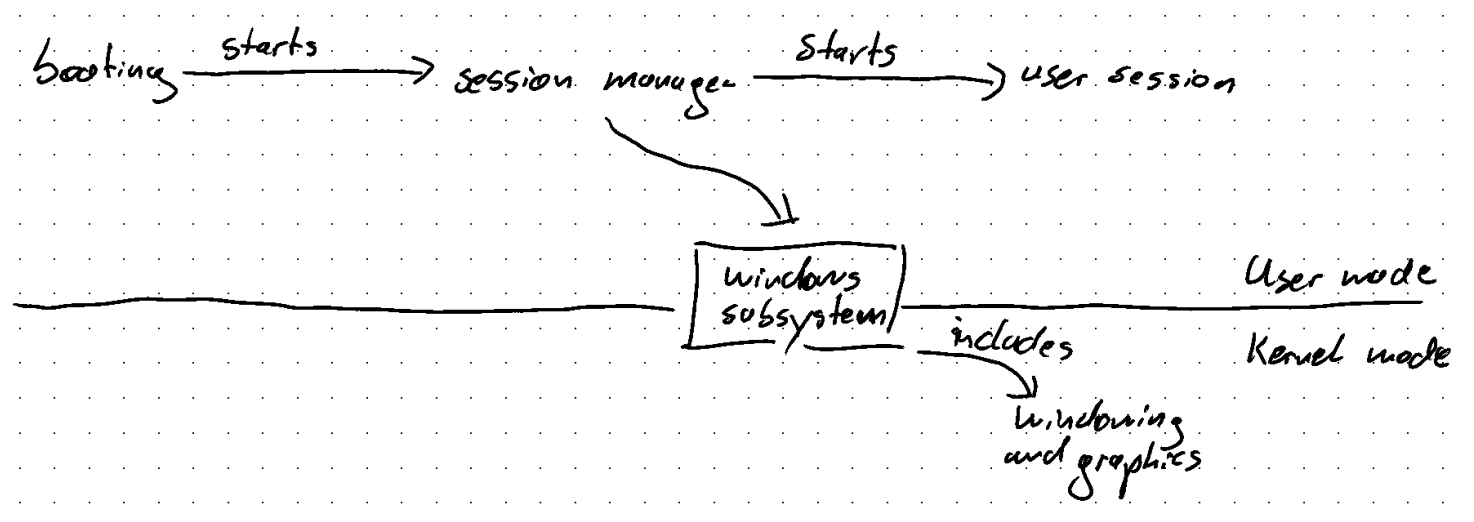 booting starts session manager starts user session
windows
subsystem
User mode
includes
Kernel mode
windowing
and graphics